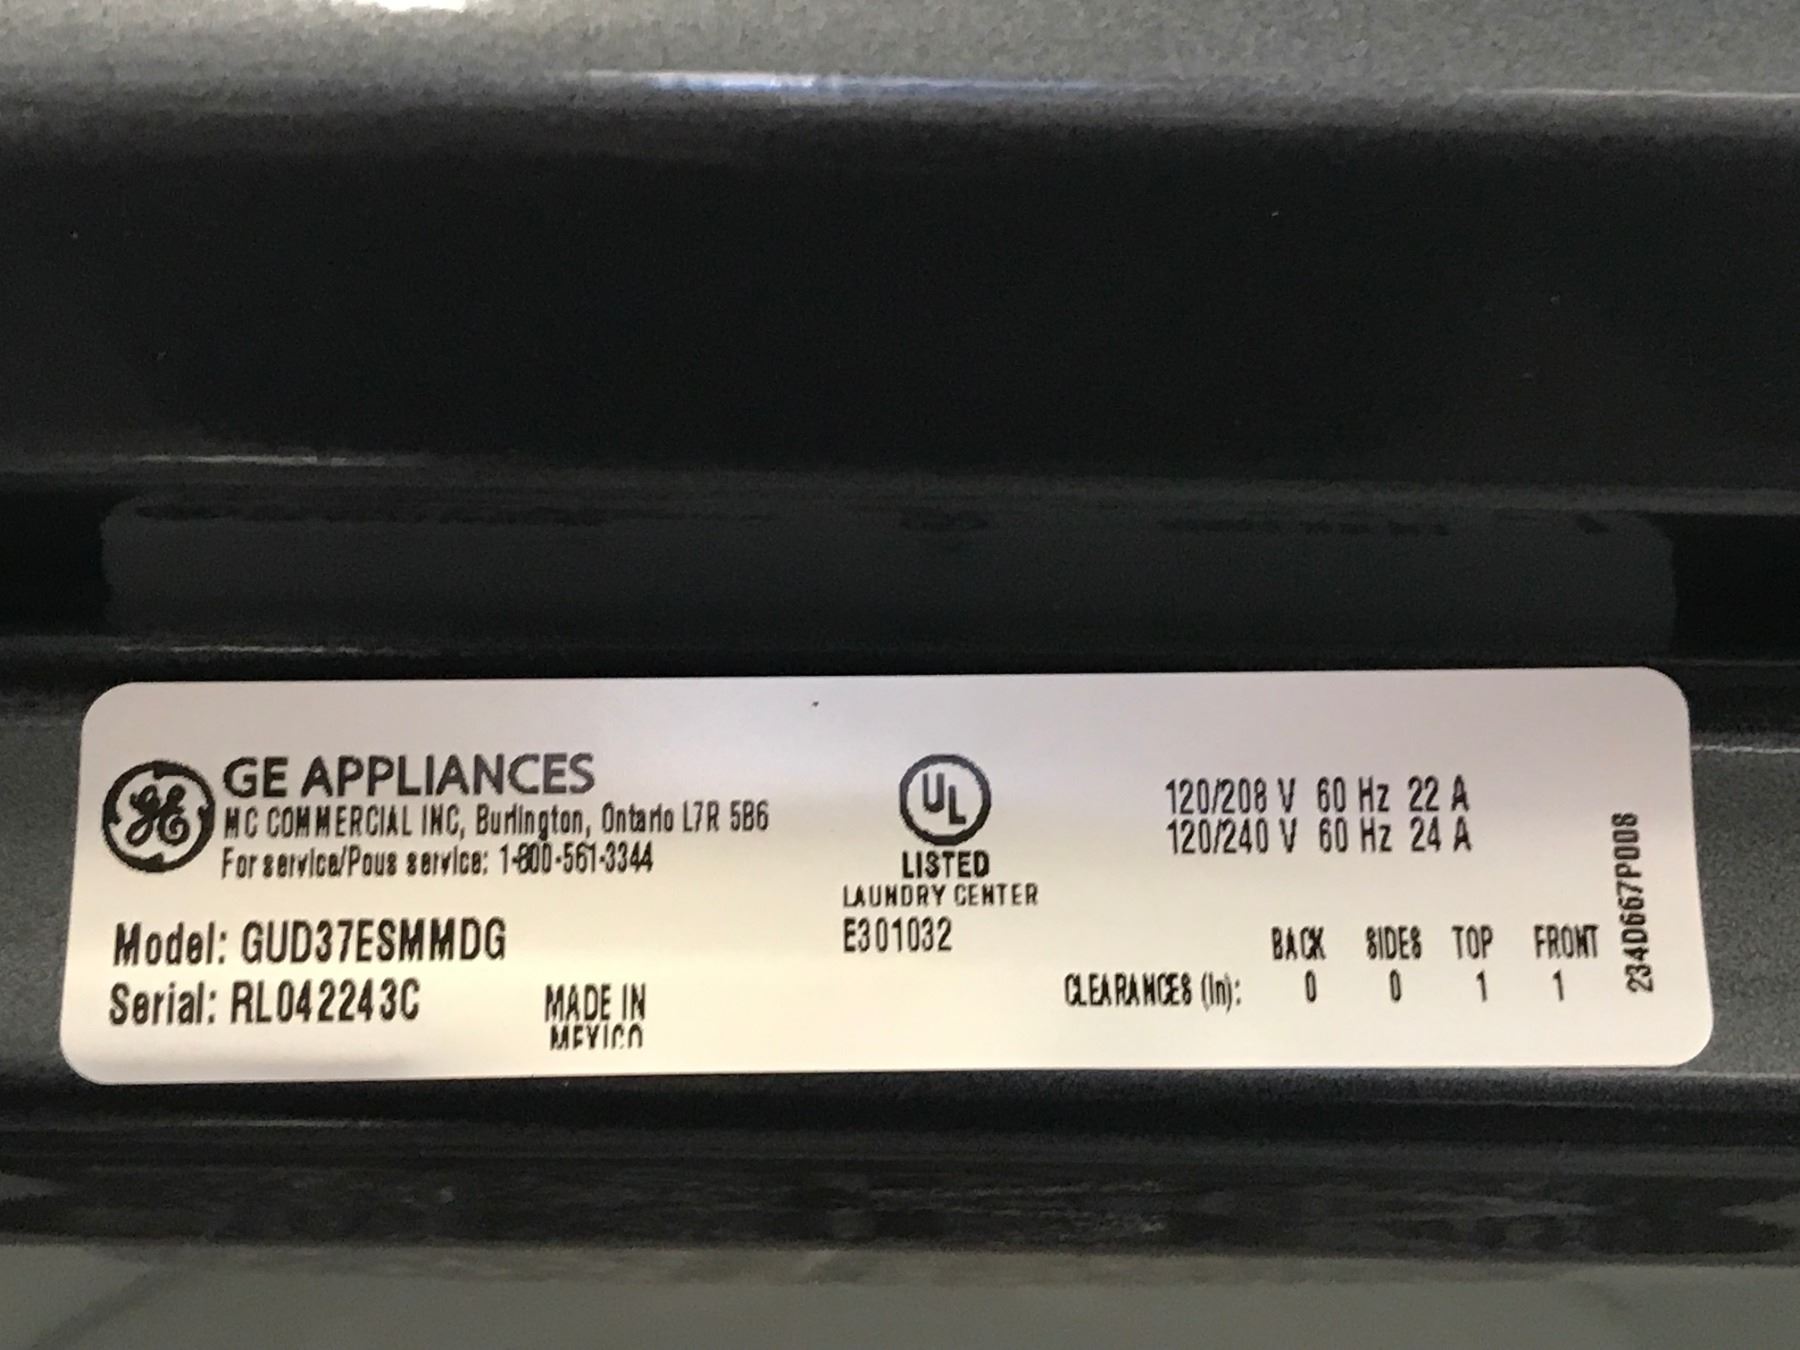 GE
GE APPLIANCES
MC COMMERCIAL INC, Burlington, Ontario L7R 5B6
For service/Pous service: 1-800-561-3344
Model: GUD37ESMMDG
Serial: RL042243C
MADE IN
MEXICO
UL
LISTED
LAUNDRY CENTER
E301032
120/208 V 60 Hz 22 A
120/240 V 60 Hz 24 A
BACK SIDES TOP FRONT
CLEARANCES (In): 0 0 1 1
234D667P008